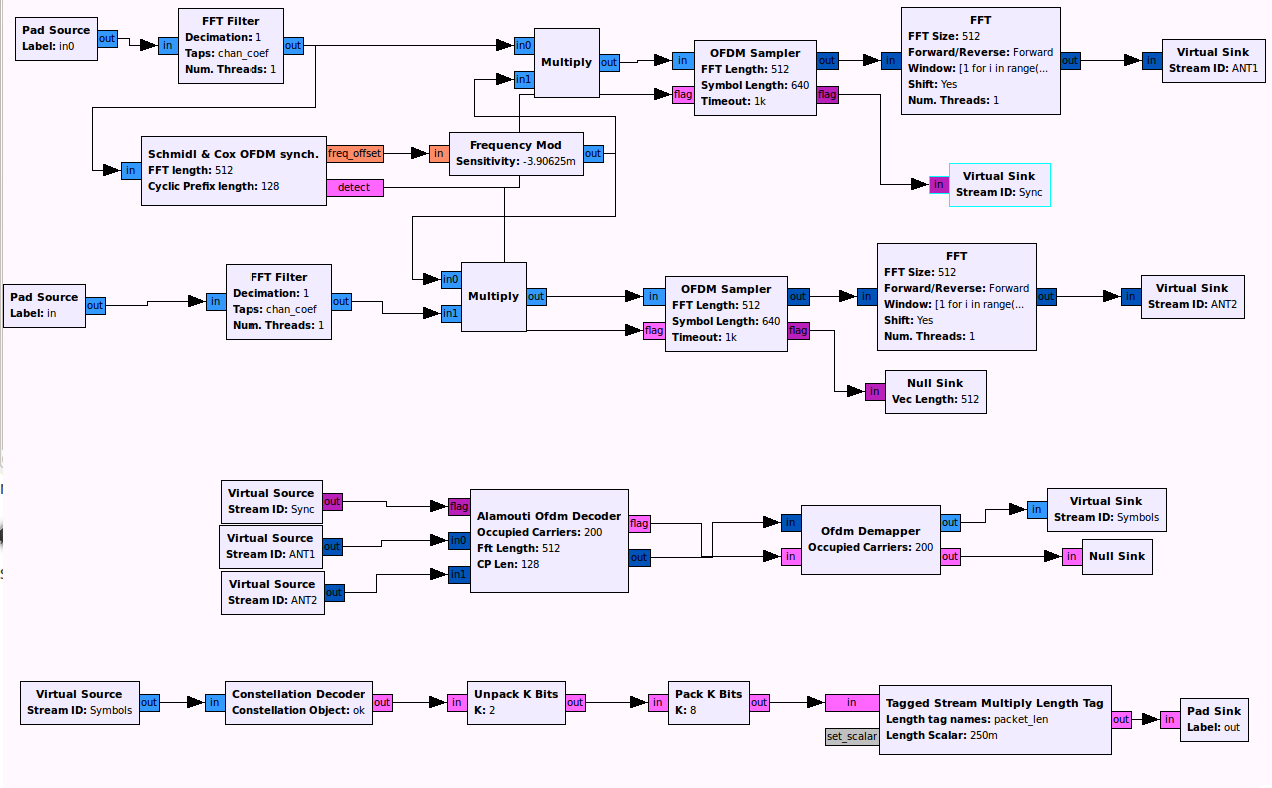 Pad Source
Label: in0
out
in
FFT Filter
Decimation: 1
Taps: chan_coef
Num. Threads: 1
out
in0
in1
Multiply
out
in
flag
OFDM Sampler
FFT Length: 512
Symbol Length: 640
Timeout: 1k
out
flag
in
FFT
FFT Size: 512
Forward/Reverse: Forward
Window: [1 for i in range(...
Shift: Yes
Num. Threads: 1
out
in
Virtual Sink
Stream ID: ANT1
in
Schmidl & Cox OFDM synch.
FFT length: 512
Cyclic Prefix length: 128
freq_offset
detect
in
Frequency Mod
Sensitivity: -3.90625m
out
in
Virtual Sink
Stream ID: Sync
Pad Source
Label: in
out
in
FFT Filter
Decimation: 1
Taps: chan_coef
Num. Threads: 1
out
in0
in1
Multiply
out
in
flag
OFDM Sampler
FFT Length: 512
Symbol Length: 640
Timeout: 1k
out
flag
in
FFT
FFT Size: 512
Forward/Reverse: Forward
Window: [1 for i in range(...
Shift: Yes
Num. Threads: 1
out
in
Virtual Sink
Stream ID: ANT2
in
Null Sink
Vec Length: 512
Virtual Source
Stream ID: Sync
out
Virtual Source
Stream ID: ANT1
out
Virtual Source
Stream ID: ANT2
out
flag
in0
in1
Alamouti Ofdm Decoder
Occupied Carriers: 200
Fft Length: 512
CP Len: 128
flag
out
in
in
Ofdm Demapper
Occupied Carriers: 200
out
out
in
Virtual Sink
Stream ID: Symbols
in
Null Sink
Virtual Source
Stream ID: Symbols
out
in
Constellation Decoder
Constellation Object: ok
out
in
Unpack K Bits
K: 2
out
in
Pack K Bits
K: 8
out
in
set_scalar
Tagged Stream Multiply Length Tag
Length tag names: packet_len
Length Scalar: 250m
out
in
Pad Sink
Label: out